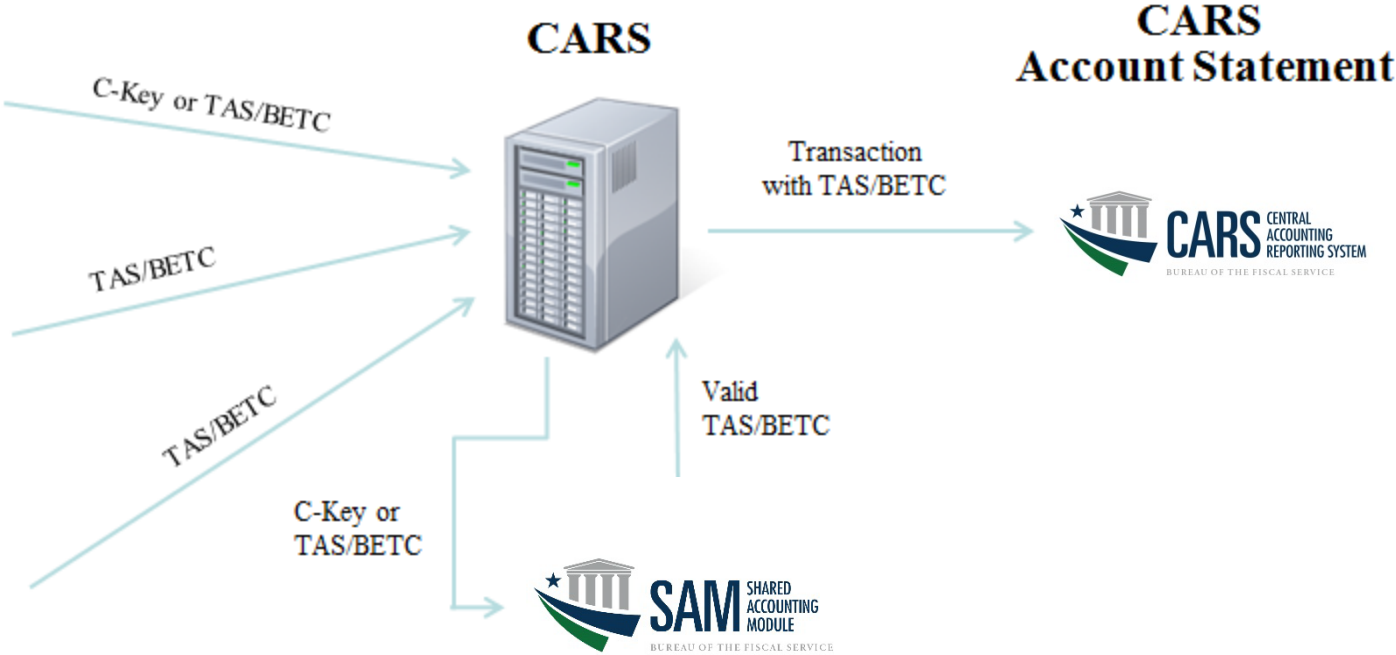 CARS
CARS
Account Statement
C-Key or TAS/BETC
Transaction
with TAS/BETC
CARS
CENTRAL
ACCOUNTING
REPORTING SYSTEM
BUREAU OF THE FISCAL SERVICE
TAS/BETC
TAS/BETC
Valid
TAS/BETC
C-Key or
TAS/BETC
SAM
SHARED
ACCOUNTING
MODULE
BUREAU OF THE FISCAL SERVICE